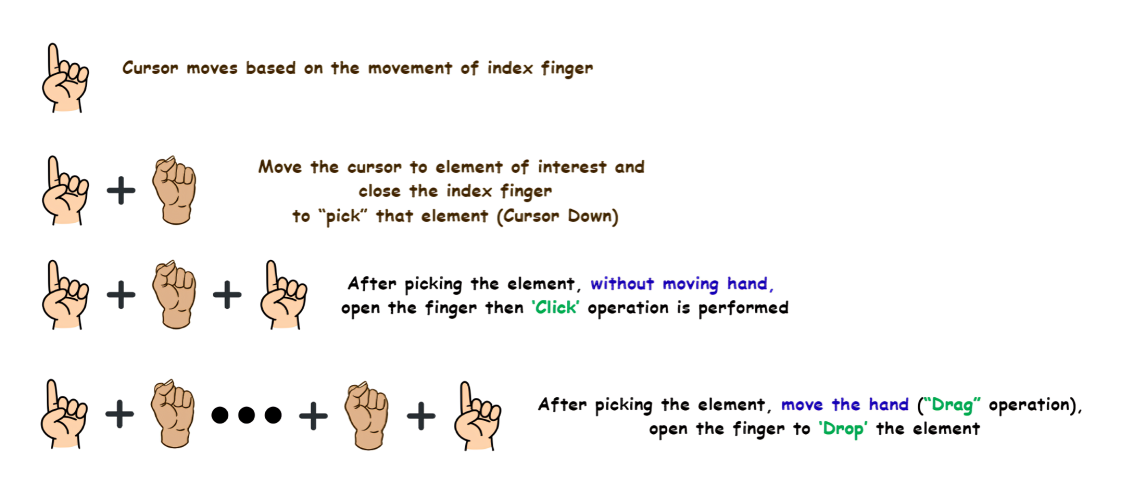 Cursor moves based on the movement of index finger
Move the cursor to element of interest and
close the index finger
to “pick” that element (Cursor Down)
After picking the element, without moving hand,
open the finger then ‘Click’ operation is performed
After picking the element, move the hand (“Drag” operation),
open the finger to ‘Drop’ the element